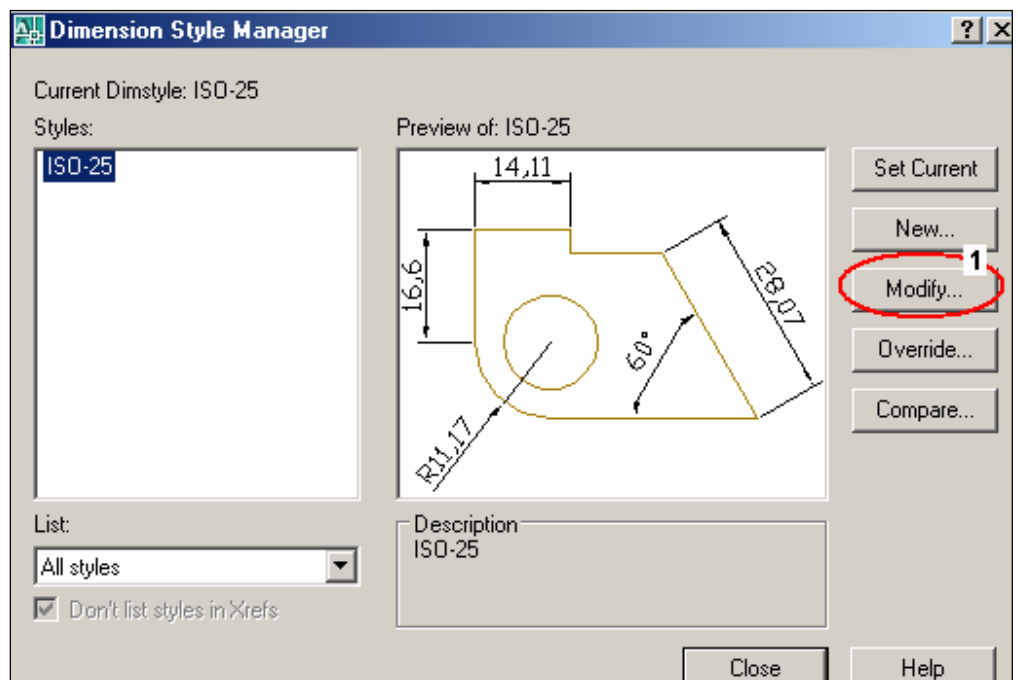 Dimension Style Manager
?
Current Dimstyle: ISO-25
Styles:
Preview of: ISO-25
ISO-25
14,11
16,6
28,07
60°
R11,17
Set Current
New...
1
Modify...
Override...
Compare...
List:
All styles
Don't list styles in Xrefs
Description
ISO-25
Close
Help